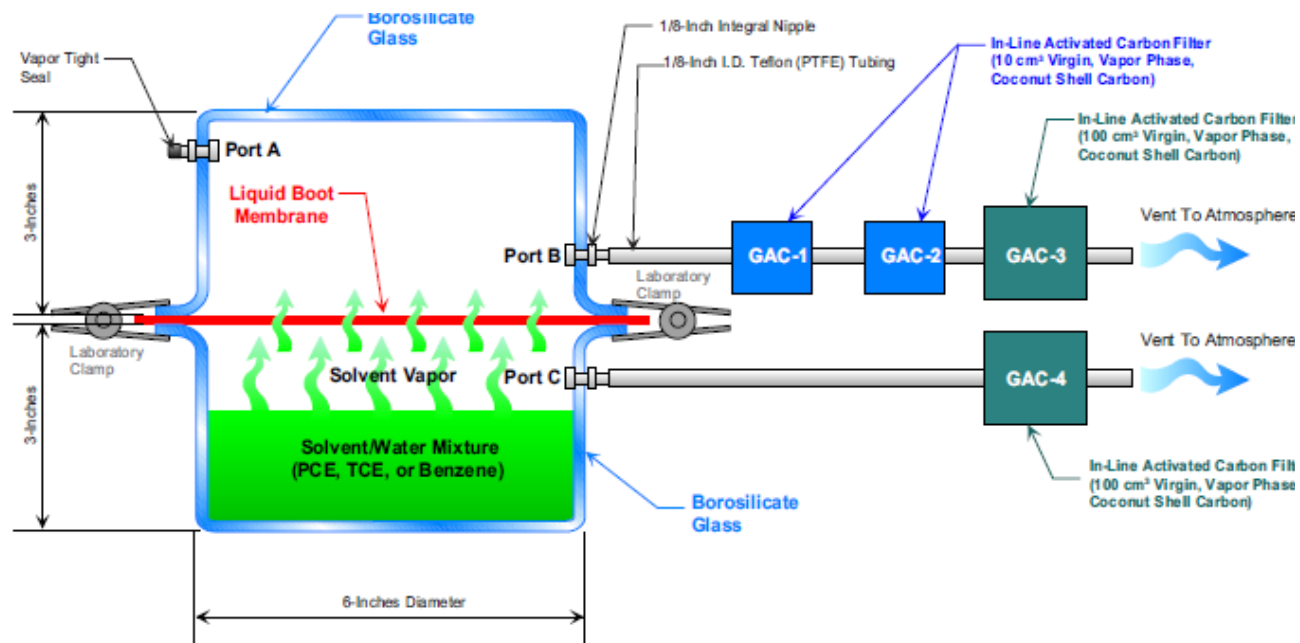 Borosilicate
Glass
1/8-Inch Integral Nipple
1/8-Inch I.D. Teflon (PTFE) Tubing
In-Line Activated Carbon Filter
(10 cm³ Virgin, Vapor Phase,
Coconut Shell Carbon)
Vapor Tight
Seal
In-Line Activated Carbon Filter
(100 cm³ Virgin, Vapor Phase,
Coconut Shell Carbon)
Port A
3-Inches
Liquid Boot
Membrane
Vent To Atmosphere
Port B
GAC-1
GAC-2
GAC-3
Laboratory
Clamp
Laboratory
Clamp
Vent To Atmosphere
Solvent Vapor
Port C
GAC-4
3-Inches
Solvent/Water Mixture
(PCE, TCE, or Benzene)
In-Line Activated Carbon Filt
(100 cm³ Virgin, Vapor Phase
Coconut Shell Carbon)
Borosilicate
Glass
6-Inches Diameter